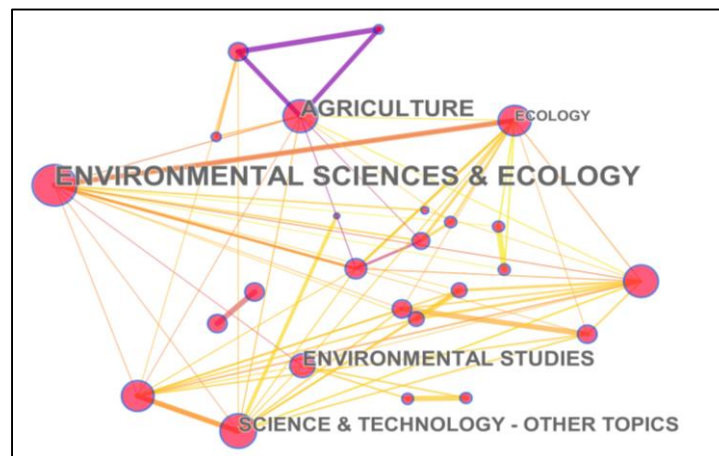 AGRICULTURE
ECOLOGY
ENVIRONMENTAL SCIENCES & ECOLOGY
ENVIRONMENTAL STUDIES
SCIENCE & TECHNOLOGY - OTHER TOPICS